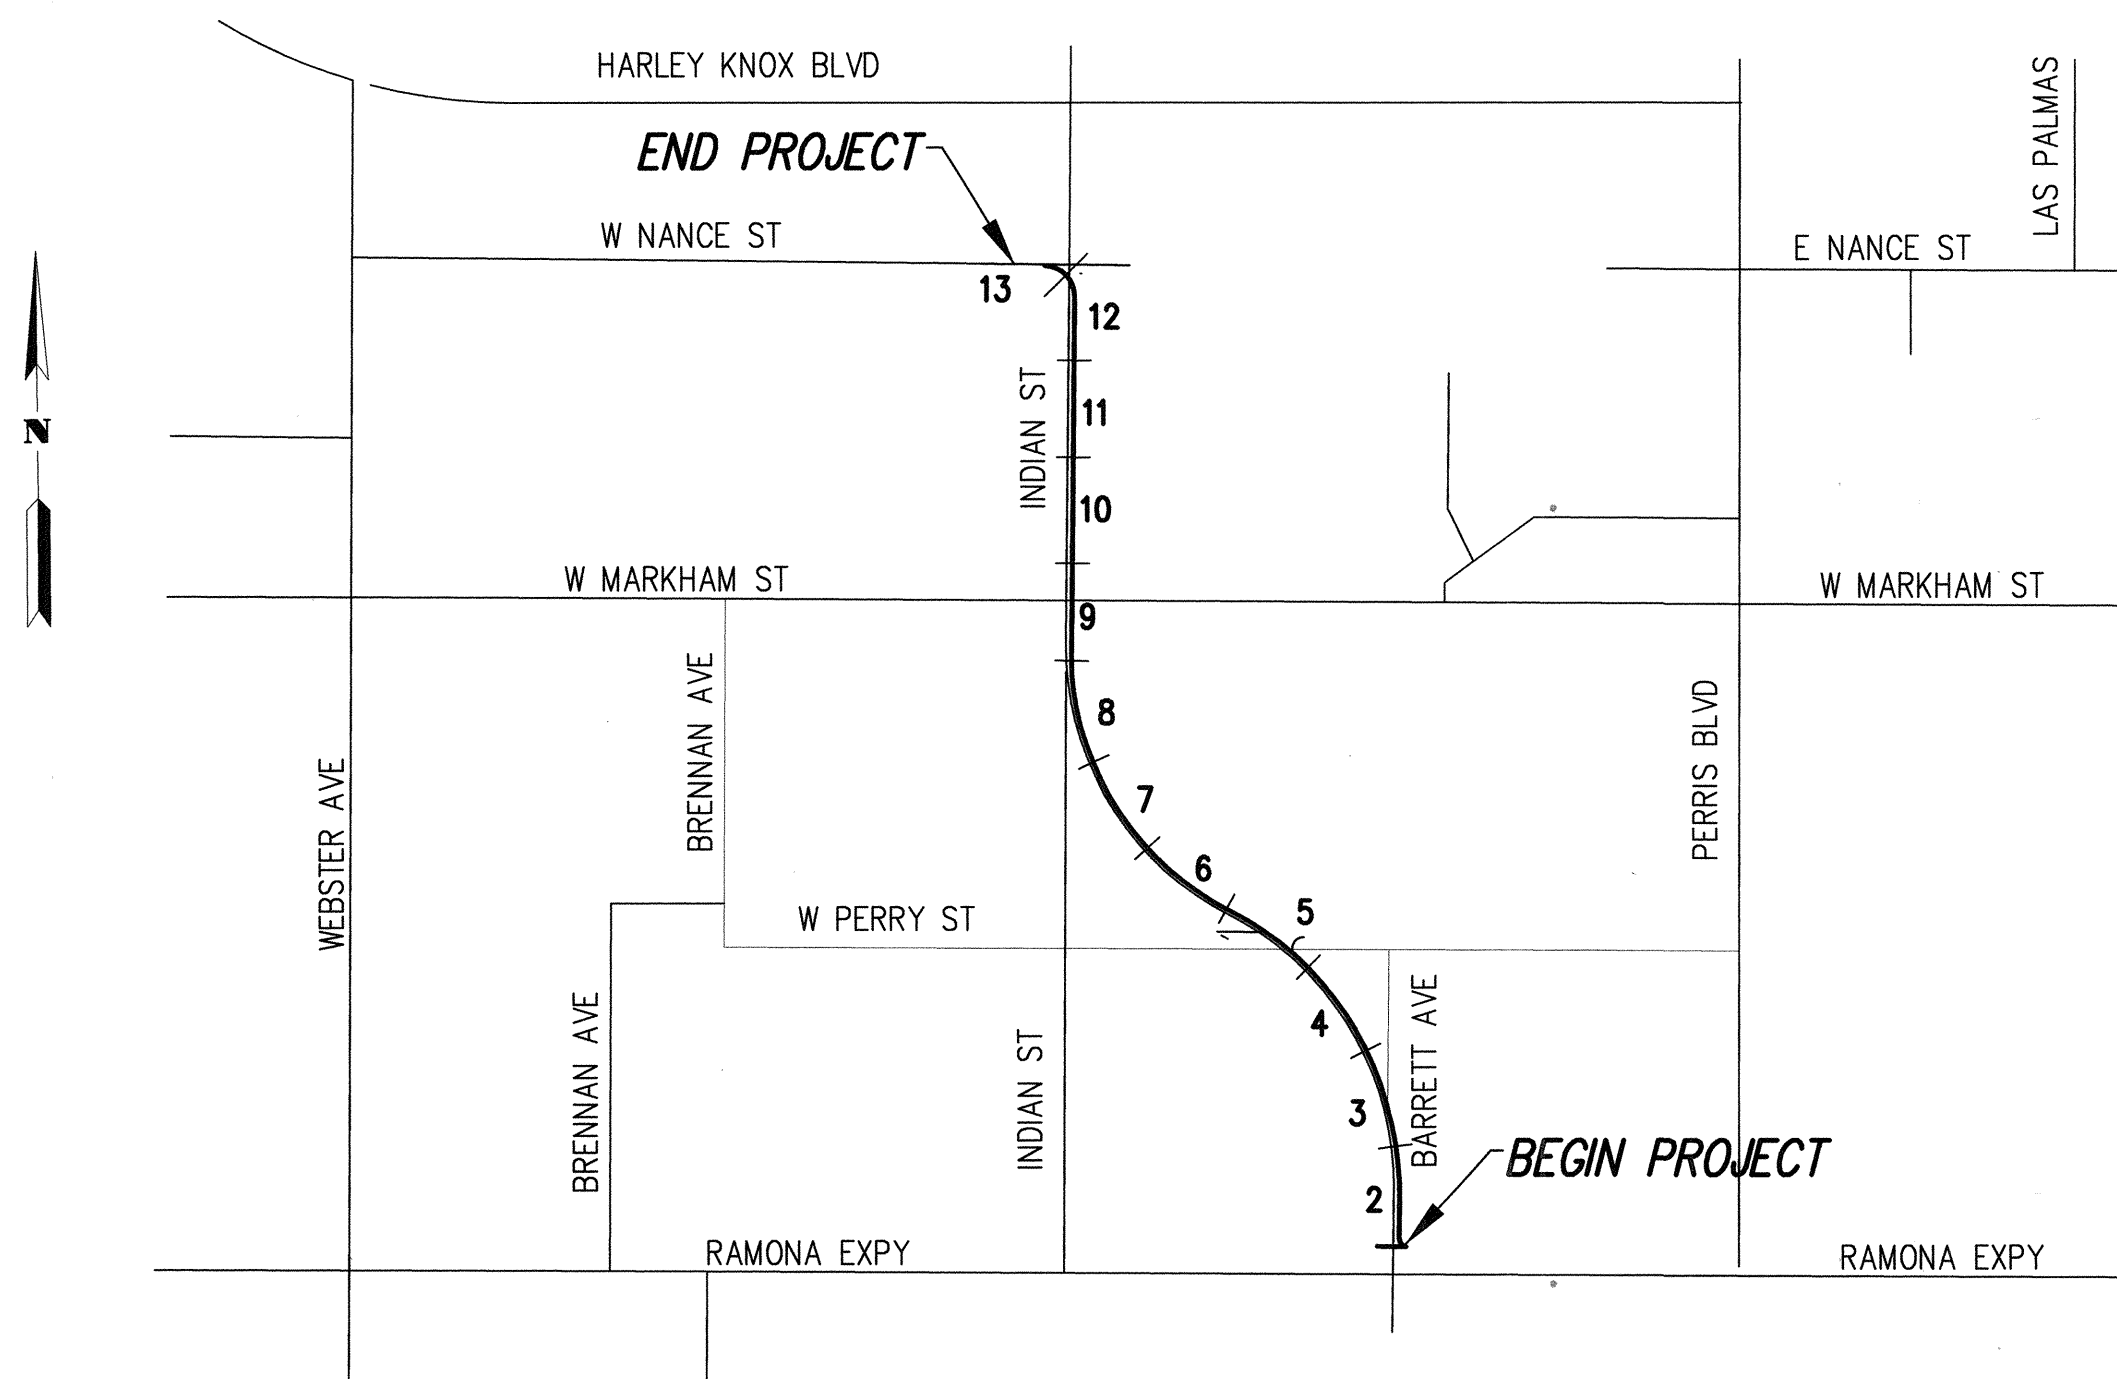 HARLEY KNOX BLVD
LAS PALMAS
END PROJECT
W NANCE ST
E NANCE ST
13
12
INDIAN ST
11
N
10
W MARKHAM ST
W MARKHAM ST
9
BRENNAN AVE
PERRIS BLVD
8
WEBSTER AVE
7
6
5
W PERRY ST
4
BARRETT AVE
BRENNAN AVE
INDIAN ST
3
BEGIN PROJECT
2
RAMONA EXPY
RAMONA EXPY